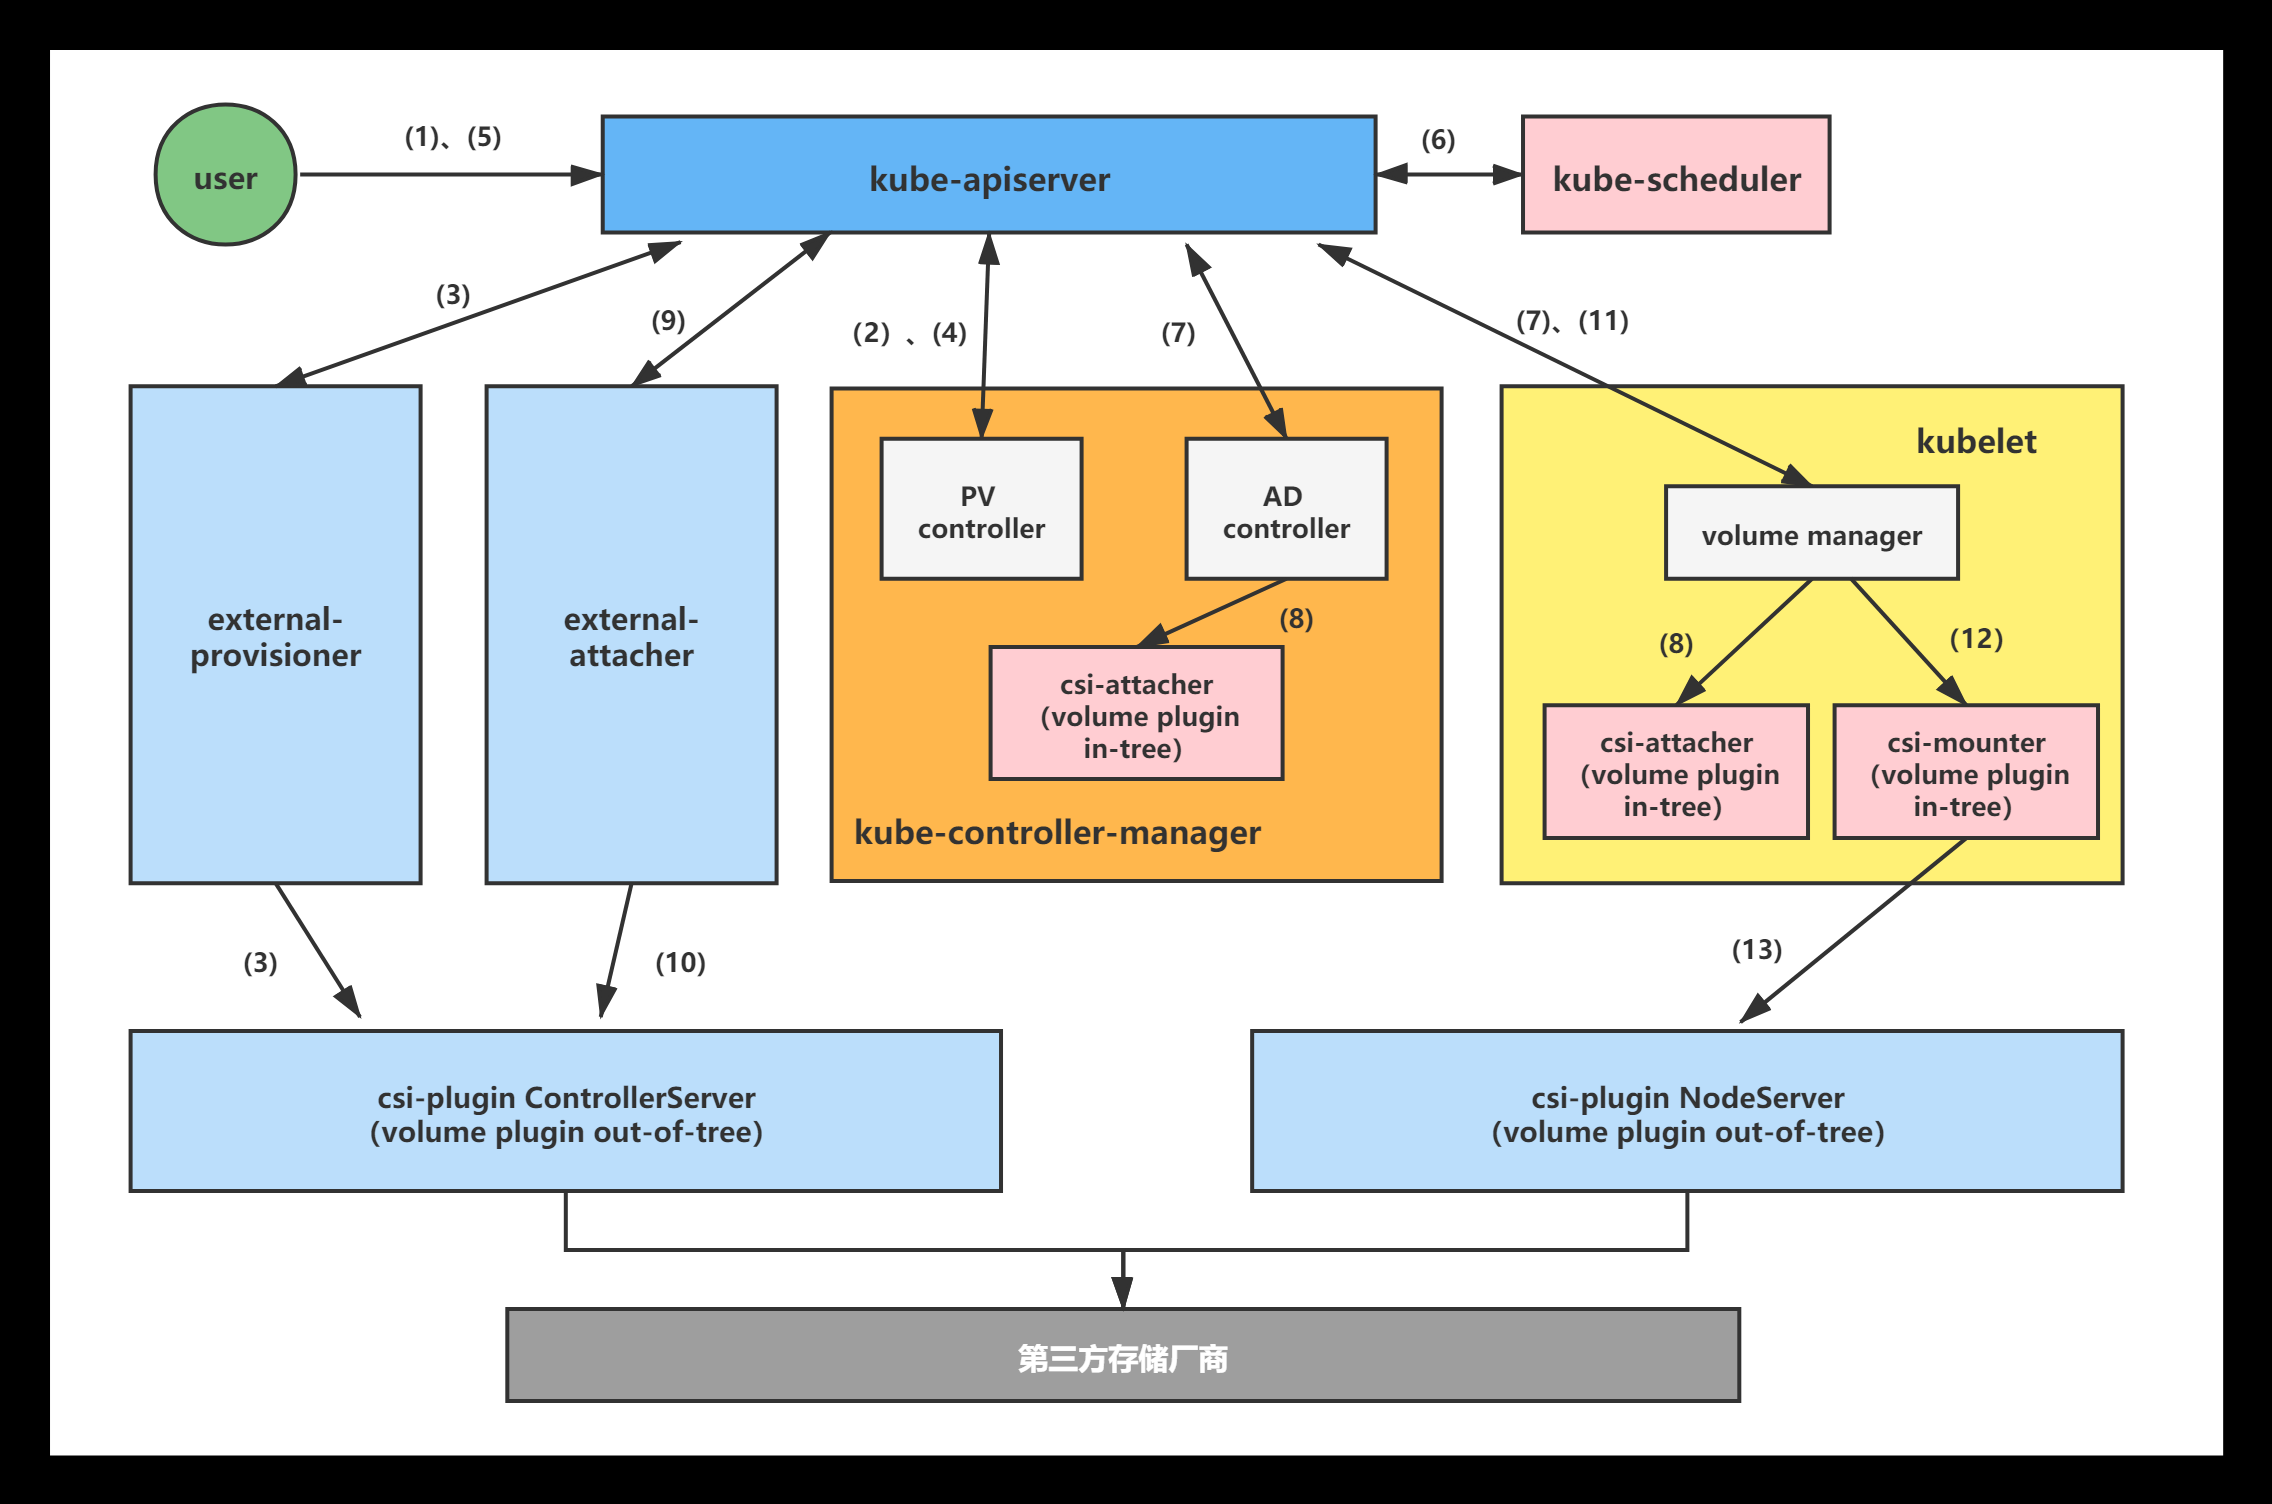 user
(1)、(5)
kube-apiserver
(6)
kube-scheduler
(3)
(9)
(2）、(4)
(7)
(7)、(11)
external-
provisioner
external-
attacher
PV
controller
AD
controller
(8)
csi-attacher
（volume plugin
in-tree）
kube-controller-manager
kubelet
volume manager
(8)
(12）
csi-attacher
（volume plugin
in-tree）
csi-mounter
（volume plugin
in-tree）
(3)
(10)
(13)
csi-plugin ControllerServer
（volume plugin out-of-tree）
csi-plugin NodeServer
（volume plugin out-of-tree）
第三方存储厂商